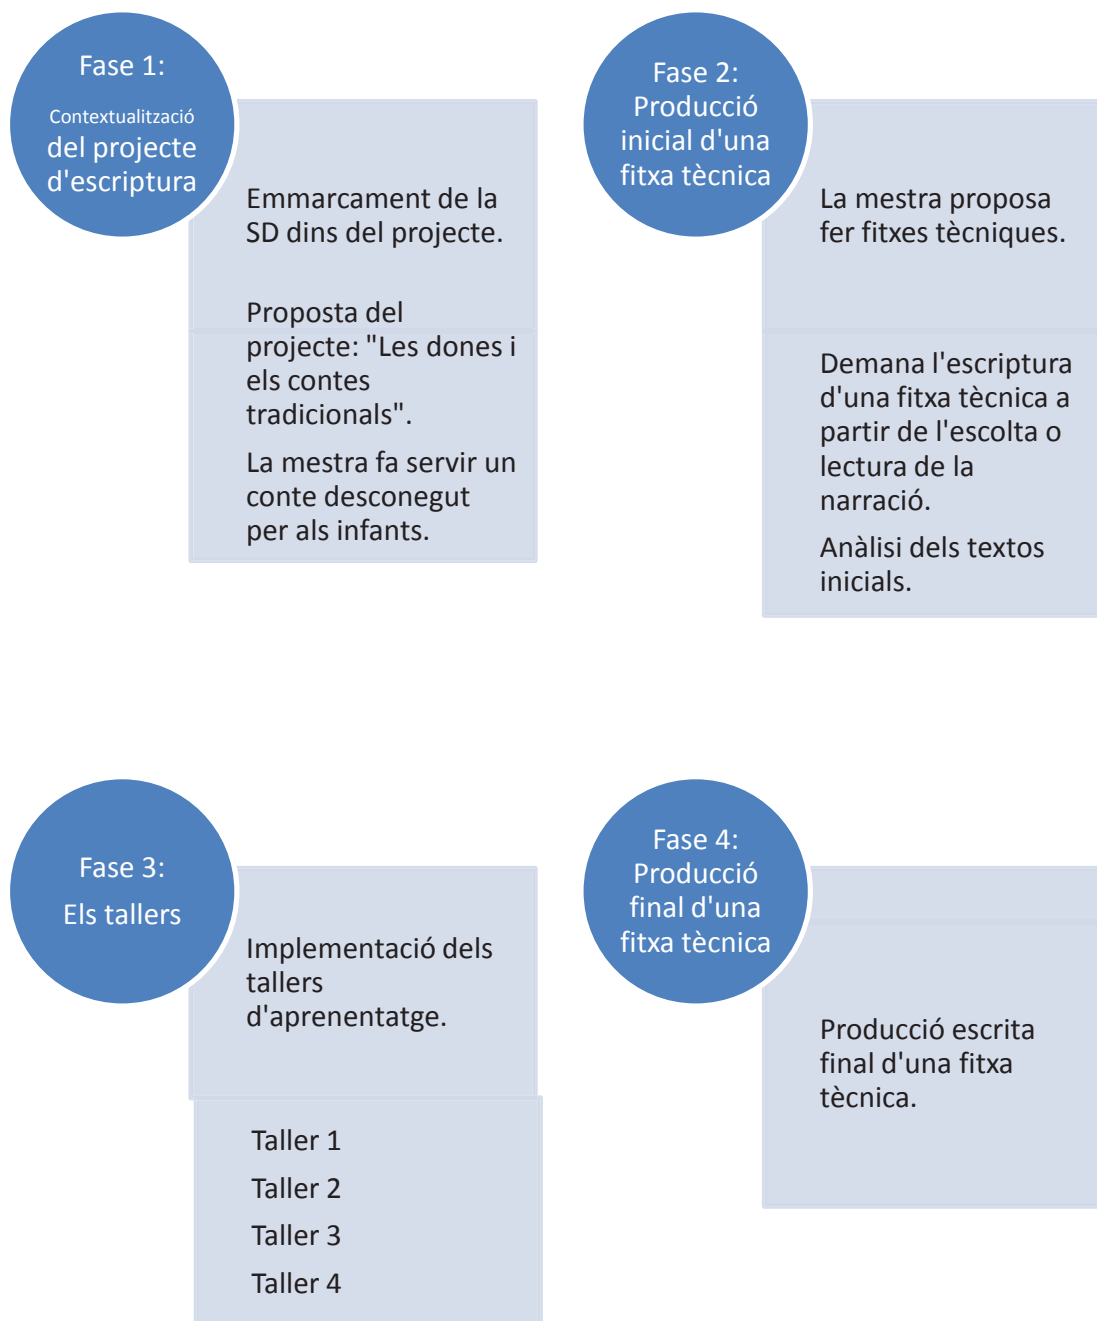 Fase 1:
Contextualització
del projecte
d'escriptura
Emmarcament de la
SD dins del projecte.
Proposta del
projecte: "Les dones i
els contes
tradicionals".
La mestra fa servir un
conte desconegut
per als infants.
Fase 2:
Producció
inicial d'una
fitxa tècnica
La mestra proposa
fer fitxes tècniques.
Demana l'escriptura
d'una fitxa tècnica a
partir de l'escolta o
lectura de la
narració.
Anàlisi dels textos
inicials.
Fase 3:
Els tallers
Implementació dels
tallers
d'aprenentatge.
Taller 1
Taller 2
Taller 3
Taller 4
Fase 4:
Producció
final d'una
fitxa tècnica
Producció escrita
final d'una fitxa
tècnica.